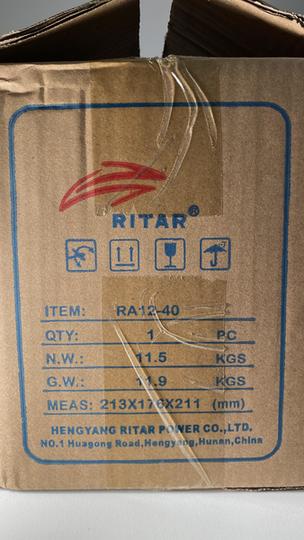 RITAR®
ITEM: RA12-40
QTY: 1 PC
N.W.: 11.5 KGS
G.W.: 11.9 KGS
MEAS: 213X176X211 (mm)
HENGYANG RITAR POWER CO.,LTD.
NO.1 Huagong Road,Hengyang,Hunan,China